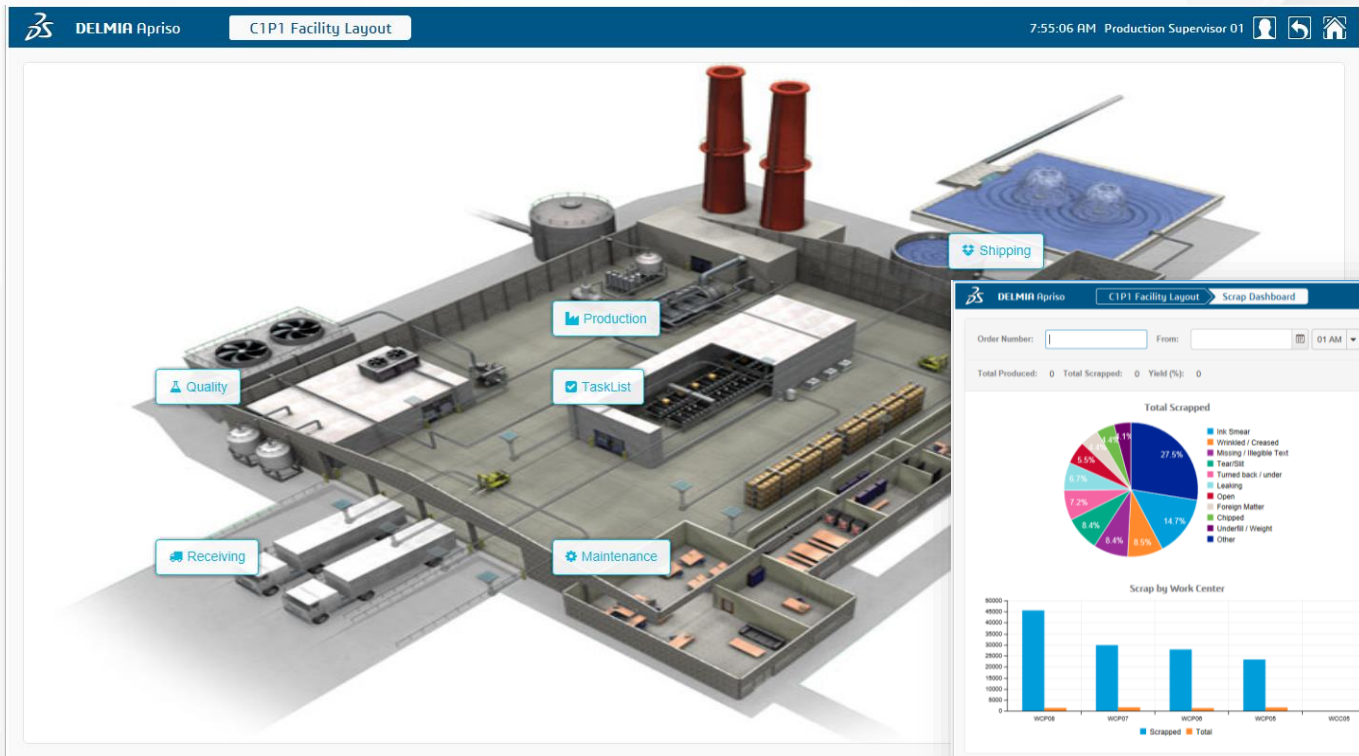 DELMIA Apriso
C1P1 Facility Layout
7:55:06 AM Production Supervisor 01
Shipping
Production
Quality
TaskList
Receiving
Maintenance
DELMIA Apriso
C1P1 Facility Layout
Scrap Dashboard
Order Number:
From:
01 AM
Total Produced: 0 Total Scrapped: 0 Yield (%): 0
Total Scrapped
27.5%
14.7%
8.5%
8.4%
8.4%
7.2%
6.7%
5.5%
Ink Smear
Wrinkled / Creased
Missing / Illegible Text
Tear/Slit
Turned back / under
Leaking
Open
Foreign Matter
Chipped
Underfill / Weight
Other
Scrap by Work Center
50000
45000
40000
35000
30000
25000
20000
15000
10000
5000
0
WCP07
WCP05
WCC05
Scrapped Total